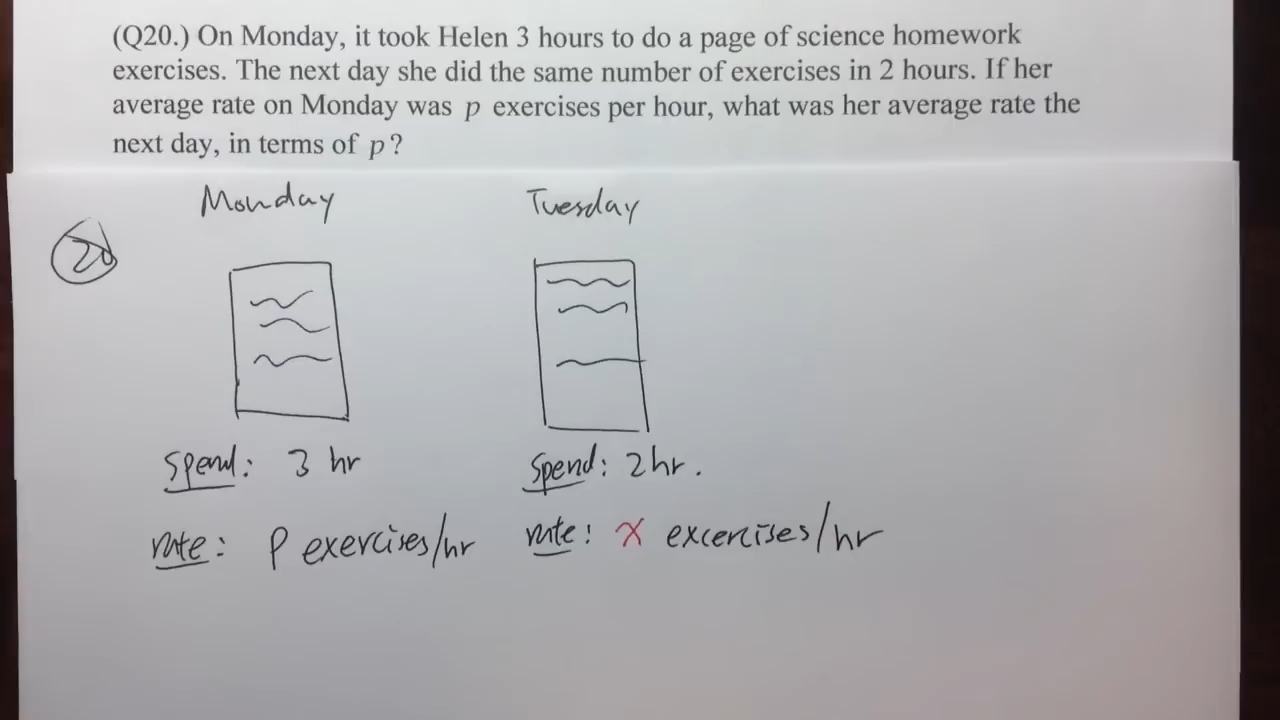 (Q20.) On Monday, it took Helen 3 hours to do a page of science homework
exercises. The next day she did the same number of exercises in 2 hours. If her
average rate on Monday was p exercises per hour, what was her average rate the
next day, in terms of p?
Monday Tuesday
20
spend: 3 hr spend: 2 hr.
rate: p exercises/hr rate: x excercises/hr